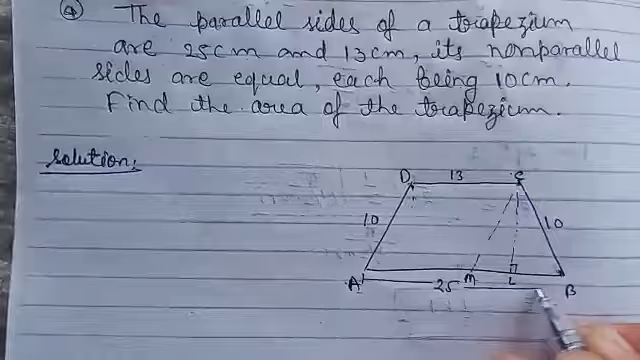 Q The parallel sides of a trapezium
are 25cm and 13cm, its nonparallel
sides are equal, each being 10cm.
Find the area of the trapezium.
Solution:
D 13 C
10 10
A 25 M L B